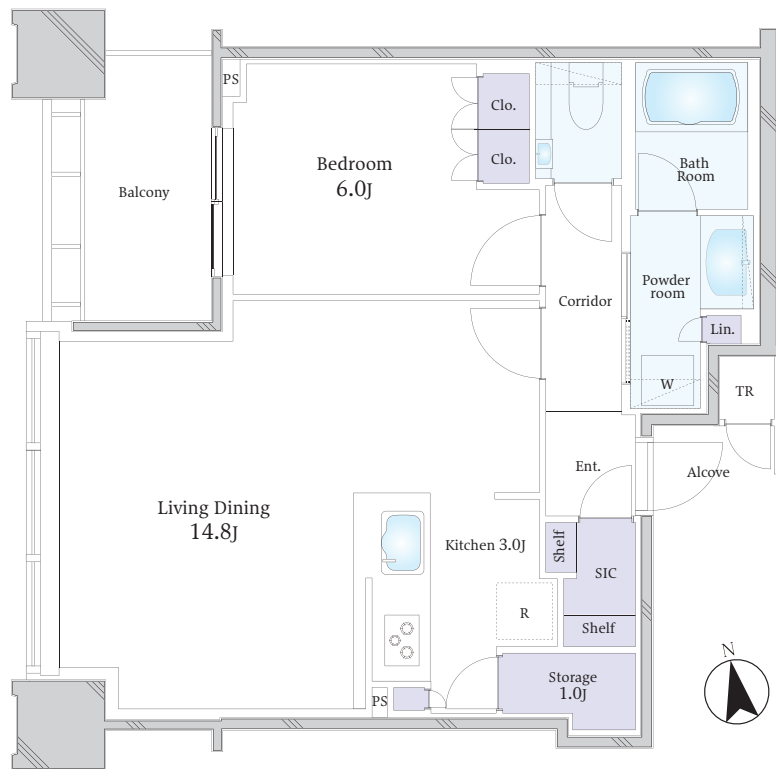 PS
Clo.
Clo.
Bedroom
6.0J
Balcony
Bath
Room
Powder
room
Corridor
Lin.
W
TR
Ent.
Alcove
Living Dining
14.8J
Kitchen 3.0J
Shelf
SIC
R
Shelf
Storage
1.0J
PS
N